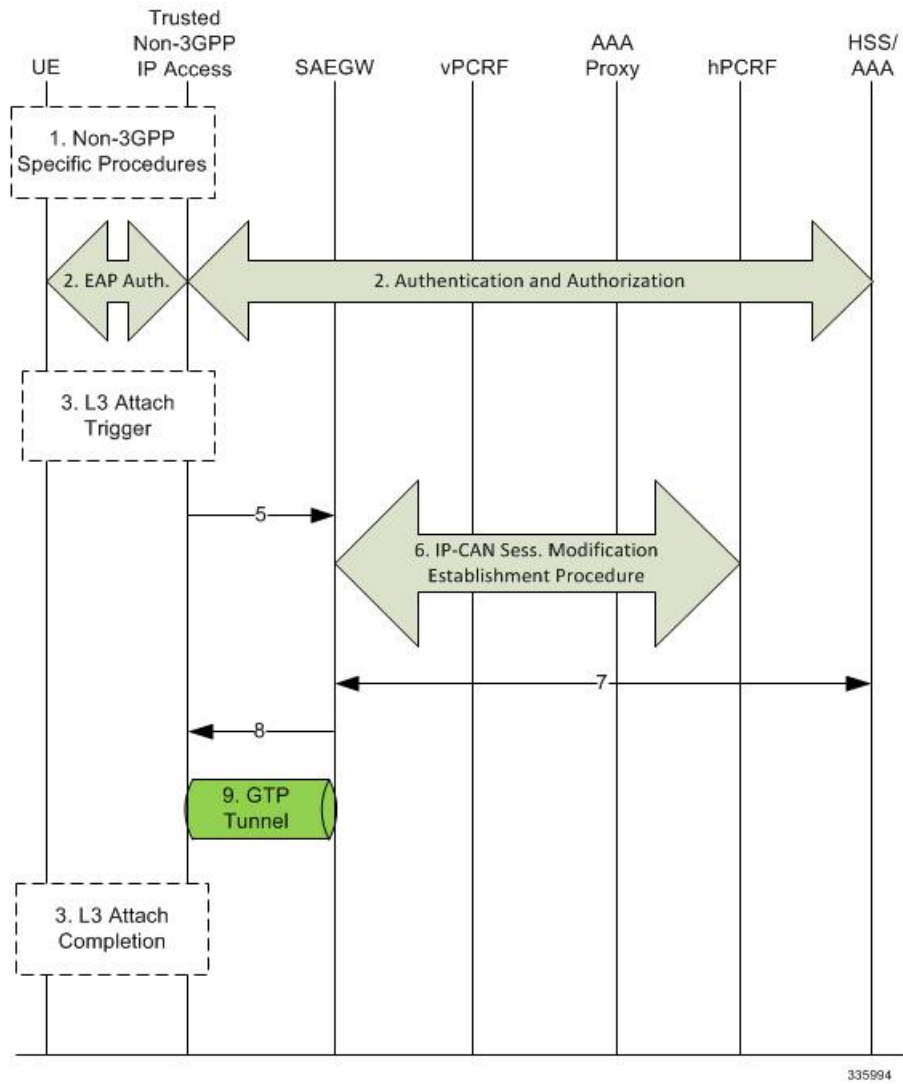 UE
Trusted
Non-3GPP
IP Access
SAEGW
vPCRF
AAA
Proxy
hPCRF
HSS/
AAA
1. Non-3GPP
Specific Procedures
2. EAP Auth.
2. Authentication and Authorization
3. L3 Attach
Trigger
5
6. IP-CAN Sess. Modification
Establishment Procedure
7
8
9. GTP
Tunnel
3. L3 Attach
Completion
335994